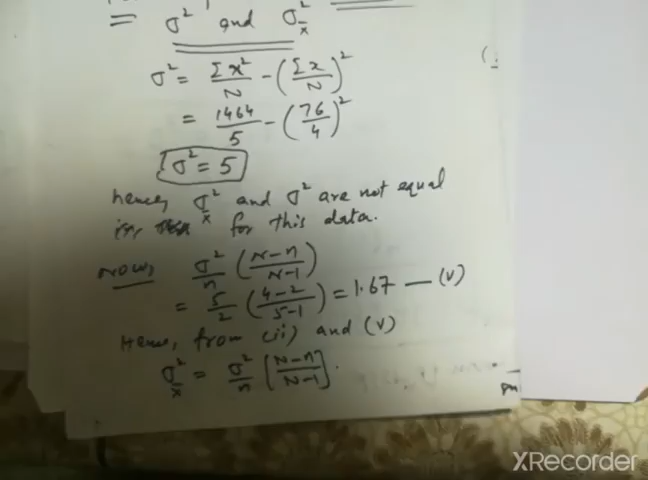 = σ² and σ²x̄
σ² = Σx²/N - (Σx/N)²
= 1464/5 - (76/4)²
σ² = 5
hence, σ²x̄ and σ² are not equal
for this data.
Now, σ²/n (N-n/N-1)
= 5/2 (4-2/5-1) = 1.67 — (v)
Hence, from (ii) and (v)
σ²x̄ = σ²/n [N-n/N-1].
XRecorder